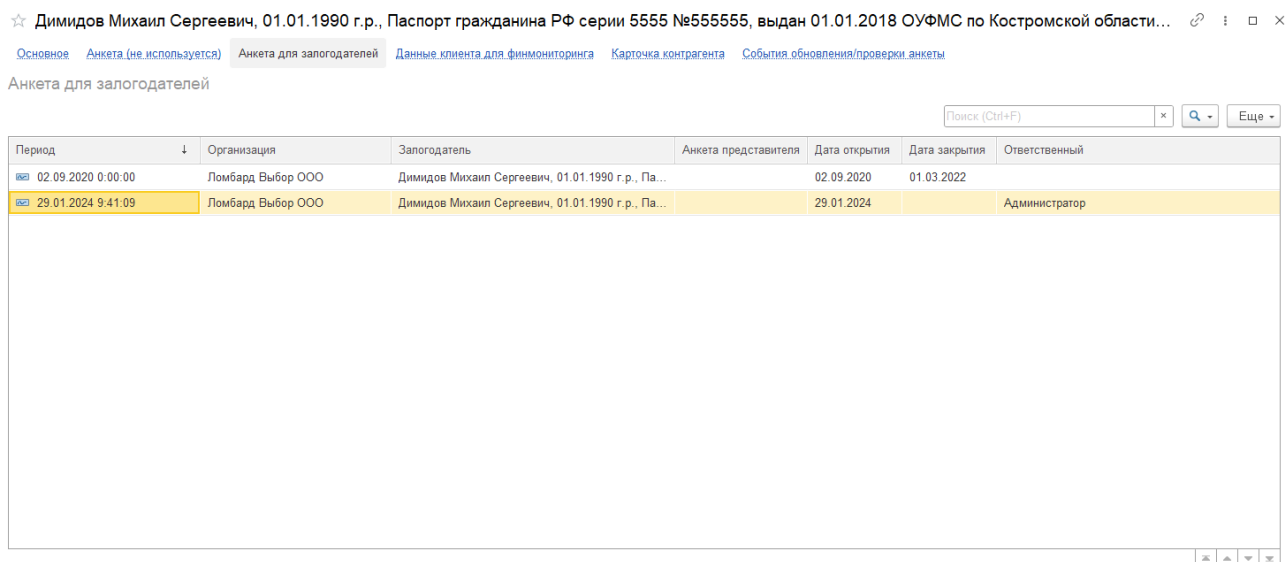 Димидов Михаил Сергеевич, 01.01.1990 г.р., Паспорт гражданина РФ серии 5555 №555555, выдан 01.01.2018 ОУФМС по Костромской области...
Основное Анкета (не используется) Анкета для залогодателей Данные клиента для финмониторинга Карточка контрагента События обновления/проверки анкеты
Анкета для залогодателей
Поиск (Ctrl+F) × Еще
Период ↓ Организация Залогодатель Анкета представителя Дата открытия Дата закрытия Ответственный
02.09.2020 0:00:00 Ломбард Выбор ООО Димидов Михаил Сергеевич, 01.01.1990 г.р., Па... 02.09.2020 01.03.2022
29.01.2024 9:41:09 Ломбард Выбор ООО Димидов Михаил Сергеевич, 01.01.1990 г.р., Па... 29.01.2024 Администратор